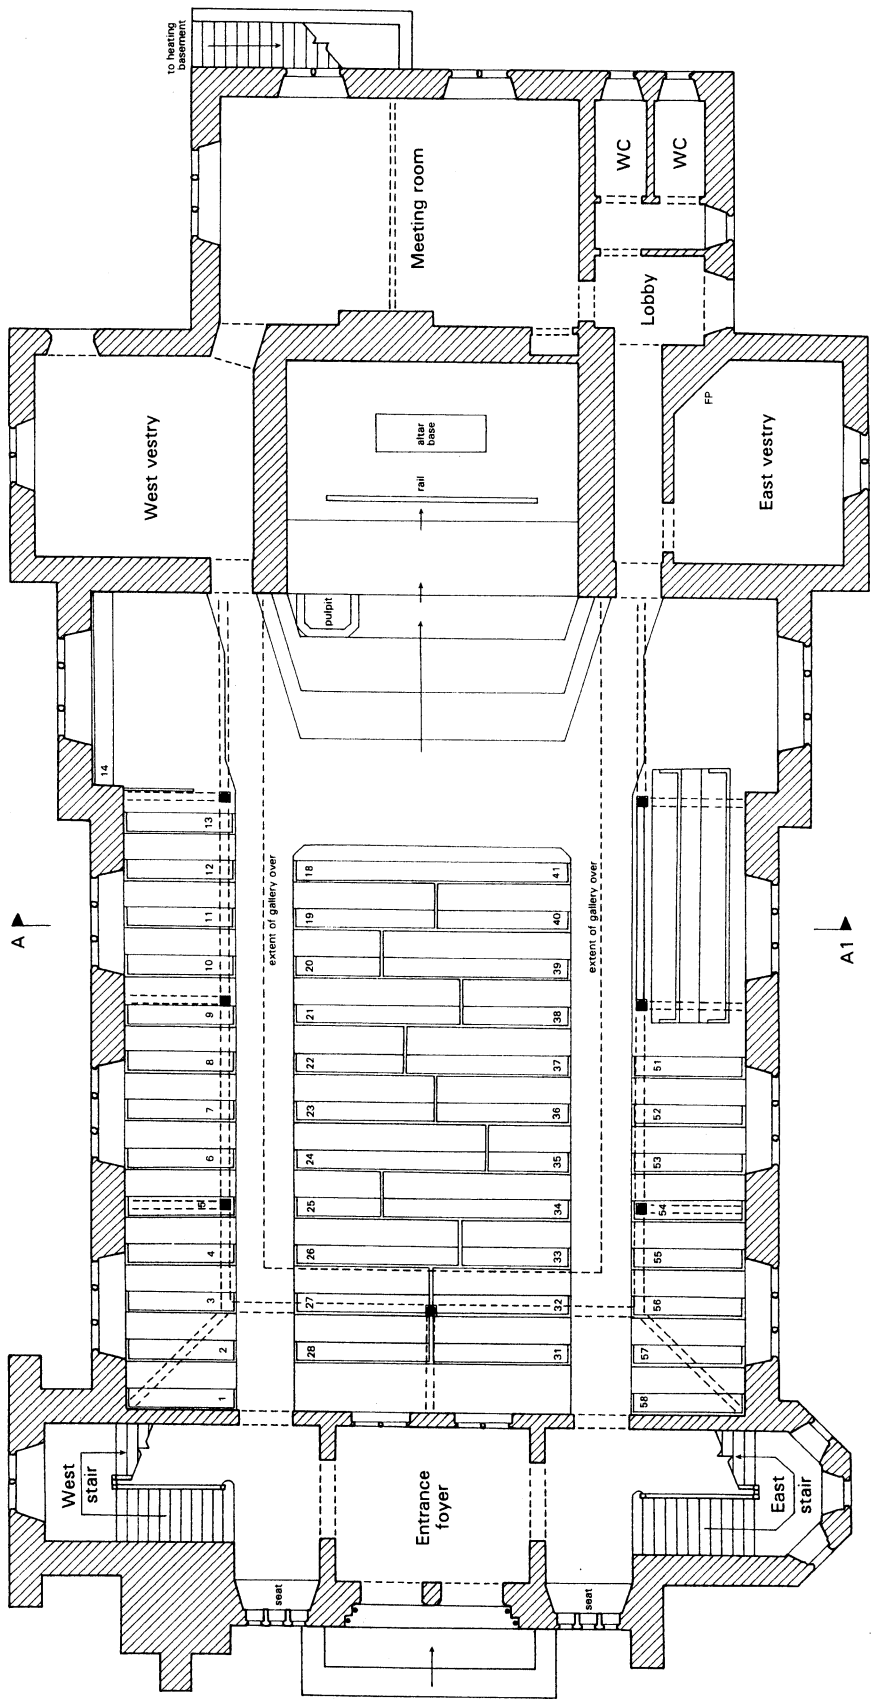 to heating
basement
Meeting room
WC
WC
Lobby
West vestry
altar
base
rail
FP
East vestry
pulpit
14
13
12
11
10
9
8
7
6
5
4
3
2
1
extent of gallery over
18
19
20
21
22
23
24
25
26
27
28
41
40
39
38
37
36
35
34
33
32
31
extent of gallery over
51
52
53
54
55
56
57
58
A
A1
West
stair
Entrance
foyer
East
stair
seat
seat